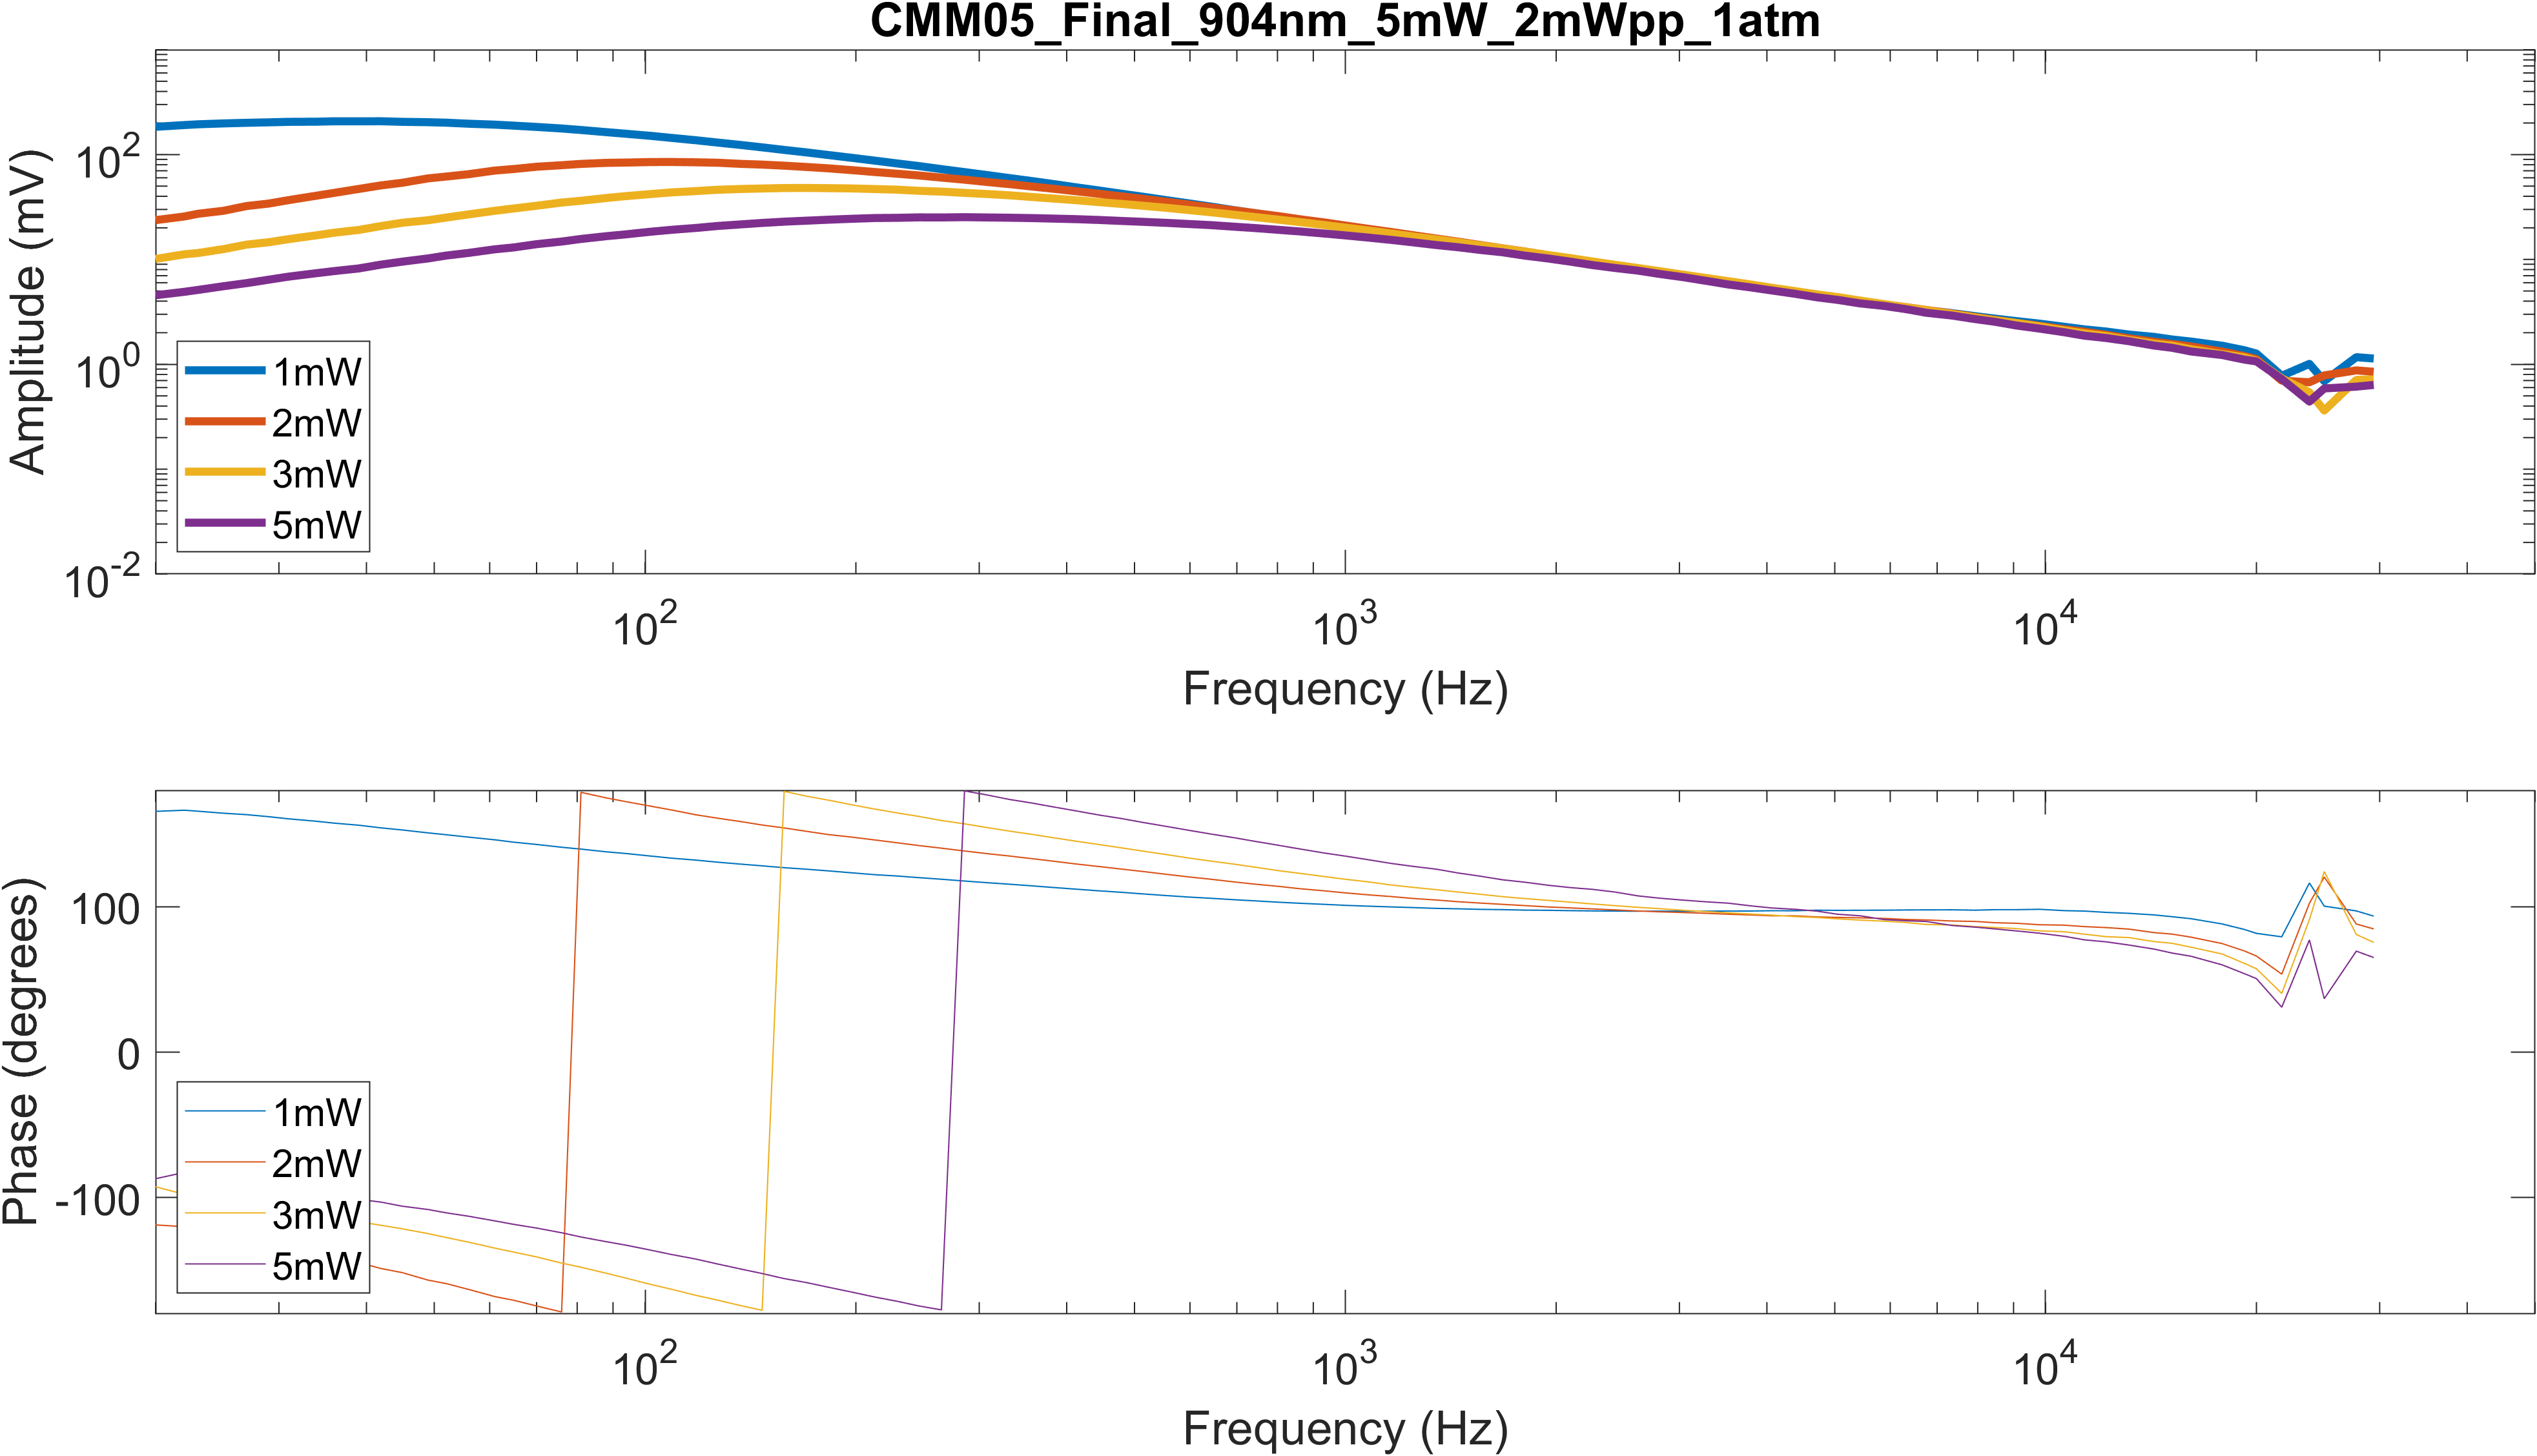 CMM05_Final_904nm_5mW_2mWpp_1atm
Amplitude (mV)
10^2
10^0
10^-2
1mW
2mW
3mW
5mW
10^2
10^3
10^4
Frequency (Hz)
Phase (degrees)
100
0
-100
1mW
2mW
3mW
5mW
10^2
10^3
10^4
Frequency (Hz)